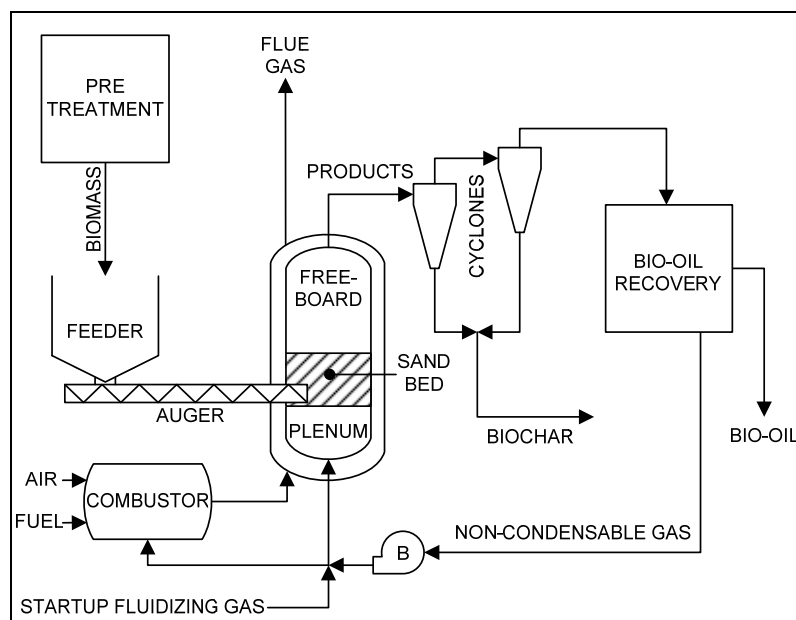 FLUE
GAS
PRE
TREATMENT
PRODUCTS
BIOMASS
CYCLONES
FREE-
BOARD
BIO-OIL
RECOVERY
FEEDER
SAND
BED
AUGER
PLENUM
BIOCHAR
BIO-OIL
AIR
COMBUSTOR
FUEL
NON-CONDENSABLE GAS
B
STARTUP FLUIDIZING GAS